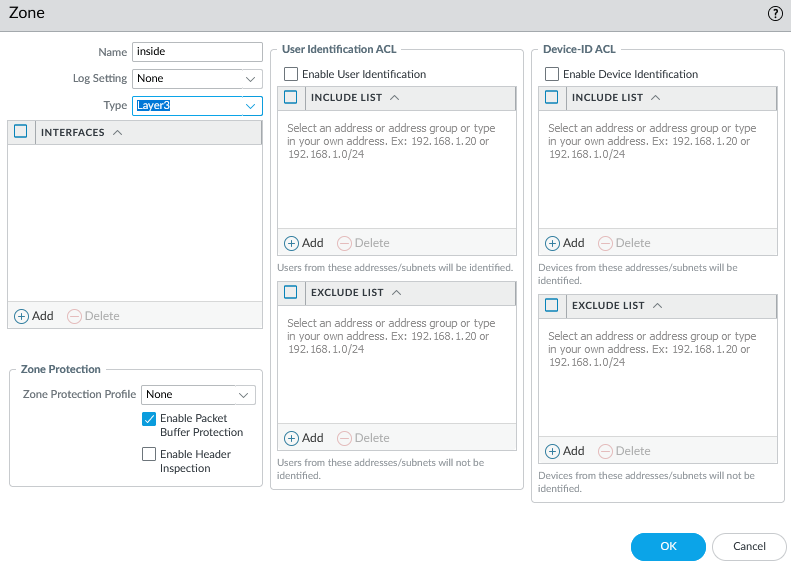 Zone
Name inside
Log Setting None
Type Layer3
INTERFACES
Add Delete
Zone Protection
Zone Protection Profile None
Enable Packet
Buffer Protection
Enable Header
Inspection
User Identification ACL
Enable User Identification
INCLUDE LIST
Select an address or address group or type
in your own address. Ex: 192.168.1.20 or
192.168.1.0/24
Add Delete
Users from these addresses/subnets will be identified.
EXCLUDE LIST
Select an address or address group or type
in your own address. Ex: 192.168.1.20 or
192.168.1.0/24
Add Delete
Users from these addresses/subnets will not be
identified.
Device-ID ACL
Enable Device Identification
INCLUDE LIST
Select an address or address group or type
in your own address. Ex: 192.168.1.20 or
192.168.1.0/24
Add Delete
Devices from these addresses/subnets will be
identified.
EXCLUDE LIST
Select an address or address group or type
in your own address. Ex: 192.168.1.20 or
192.168.1.0/24
Add Delete
Devices from these addresses/subnets will not be
identified.
OK Cancel